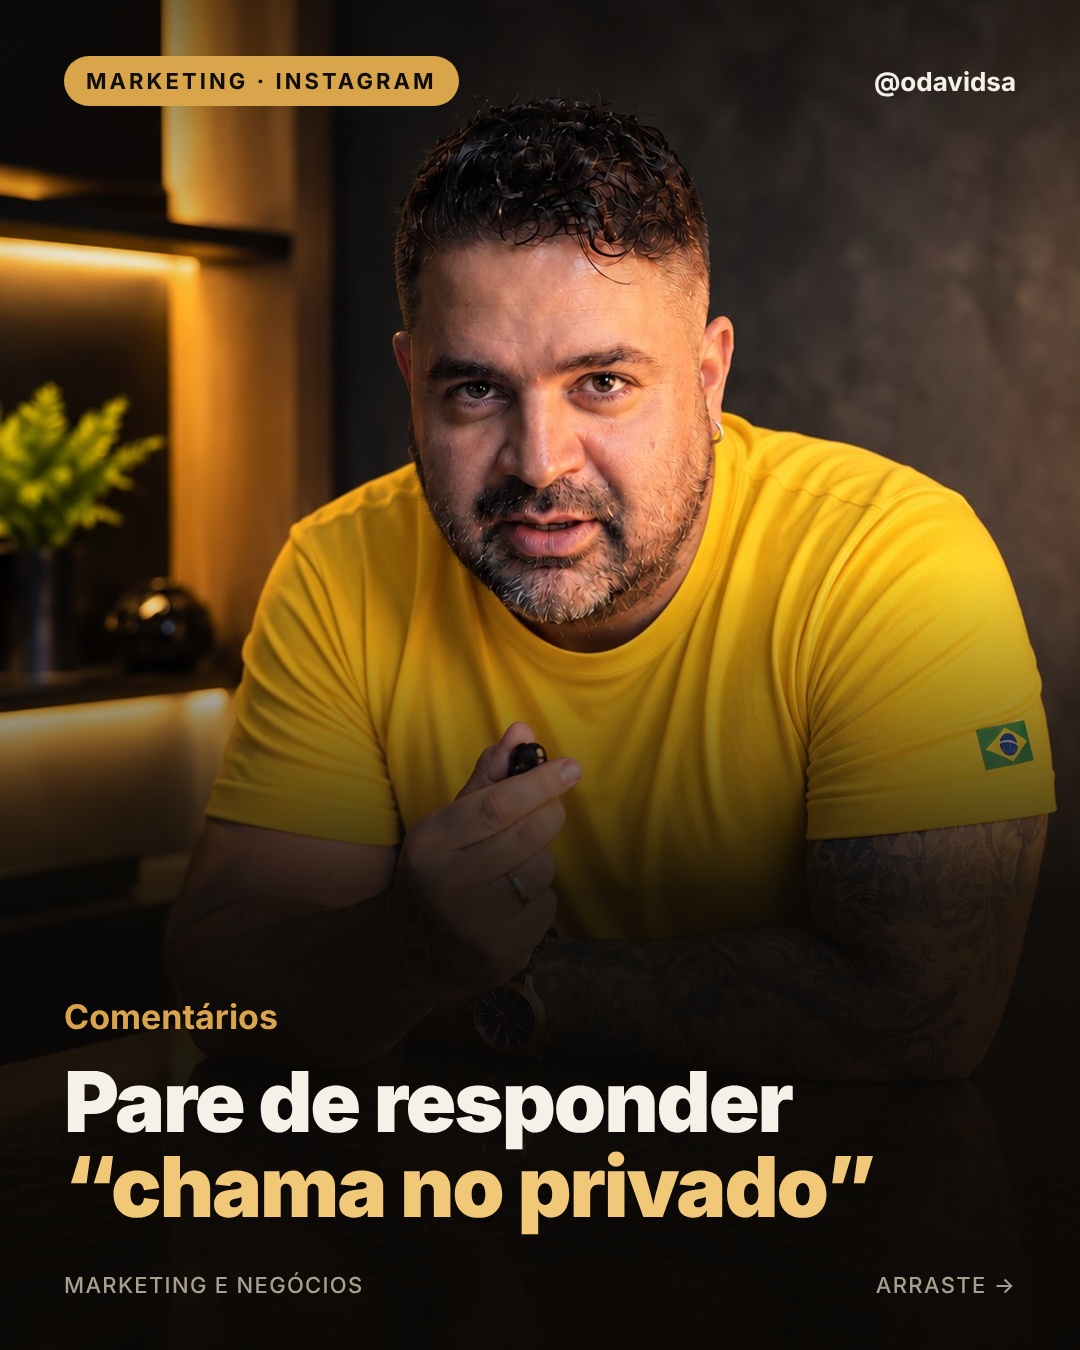 MARKETING · INSTAGRAM
@odavidsa
Comentários
Pare de responder
“chama no privado”
MARKETING E NEGÓCIOS
ARRASTE →